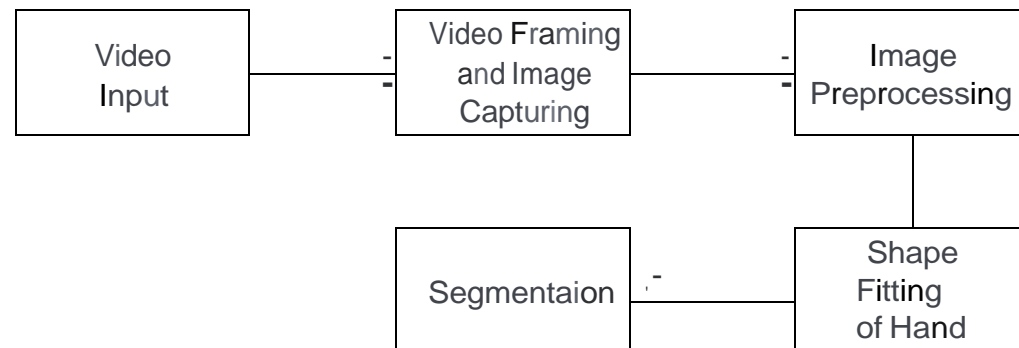 Video
Input
Video Framing
and Image
Capturing
Image
Preprocessing
Shape
Fitting
of Hand
Segmentaion